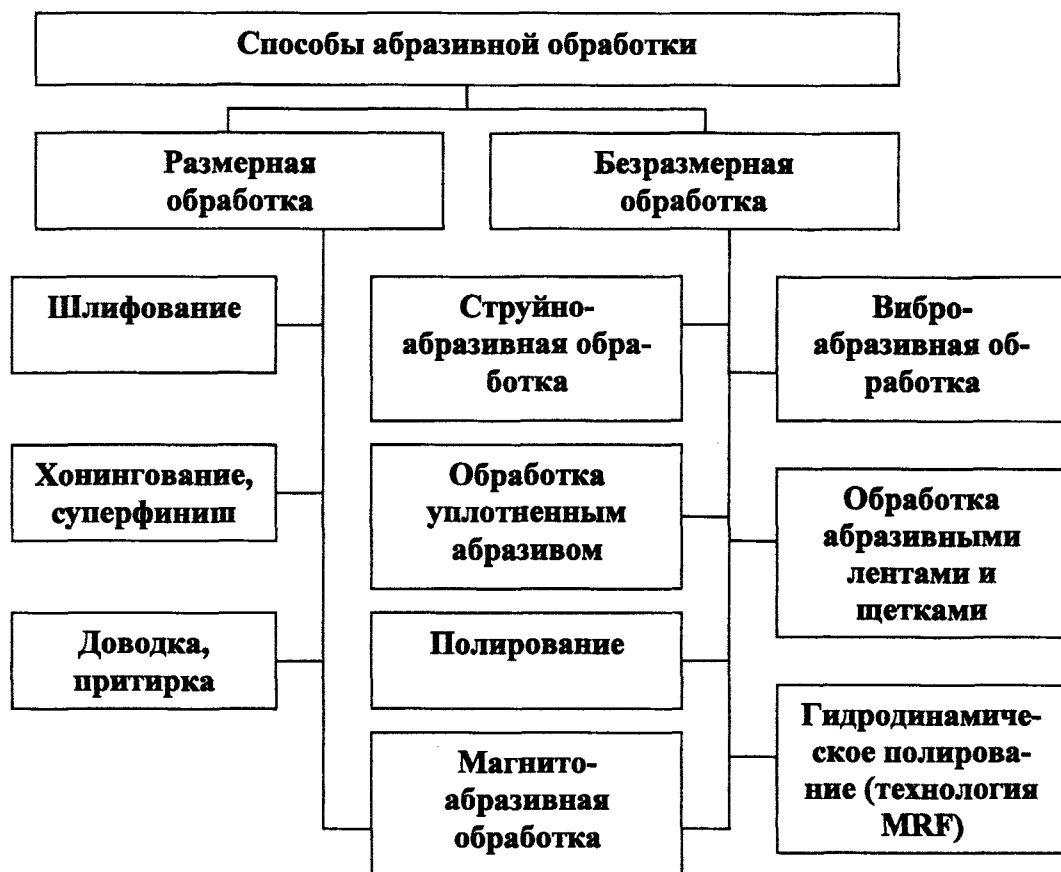 Способы абразивной обработки
Размерная
обработка
Безразмерная
обработка
Шлифование
Струйно-
абразивная обра-
ботка
Вибро-
абразивная об-
работка
Хонингование,
суперфиниш
Обработка
уплотненным
абразивом
Обработка
абразивными
лентами и
щетками
Доводка,
притирка
Полирование
Гидродинамиче-
ское полирова-
ние (технология
MRF)
Магнито-
абразивная
обработка